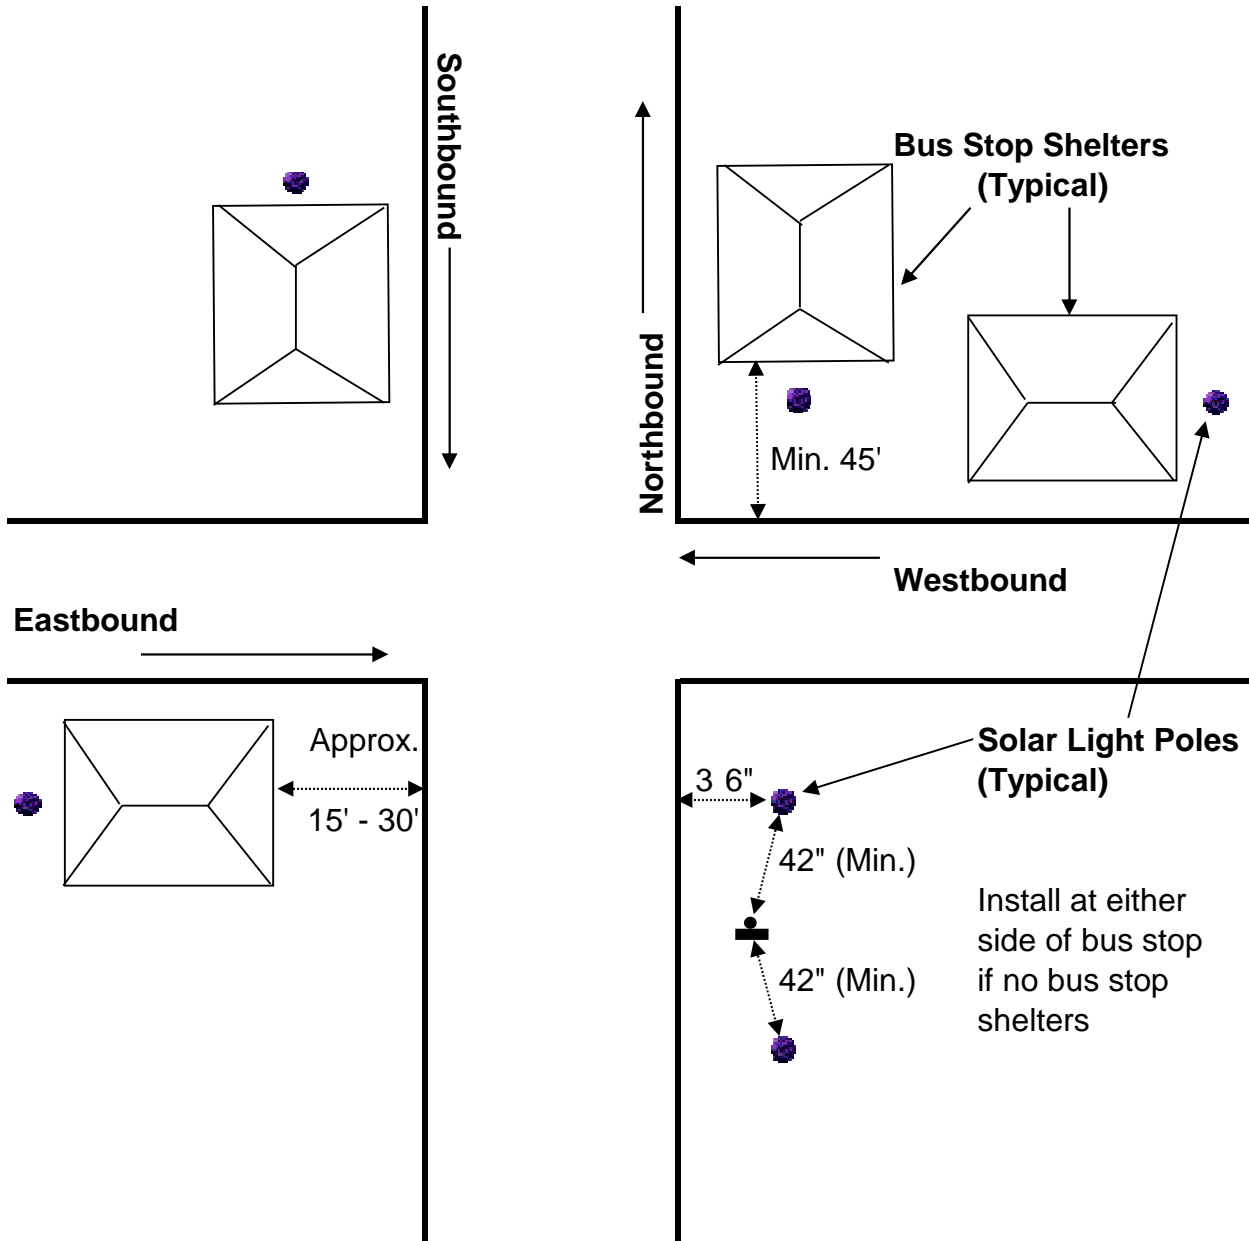 Southbound
Bus Stop Shelters
(Typical)
Northbound
Min. 45'
Westbound
Eastbound
Approx.
15' - 30'
Solar Light Poles
(Typical)
3 6"
42" (Min.)
Install at either
side of bus stop
if no bus stop
shelters
42" (Min.)